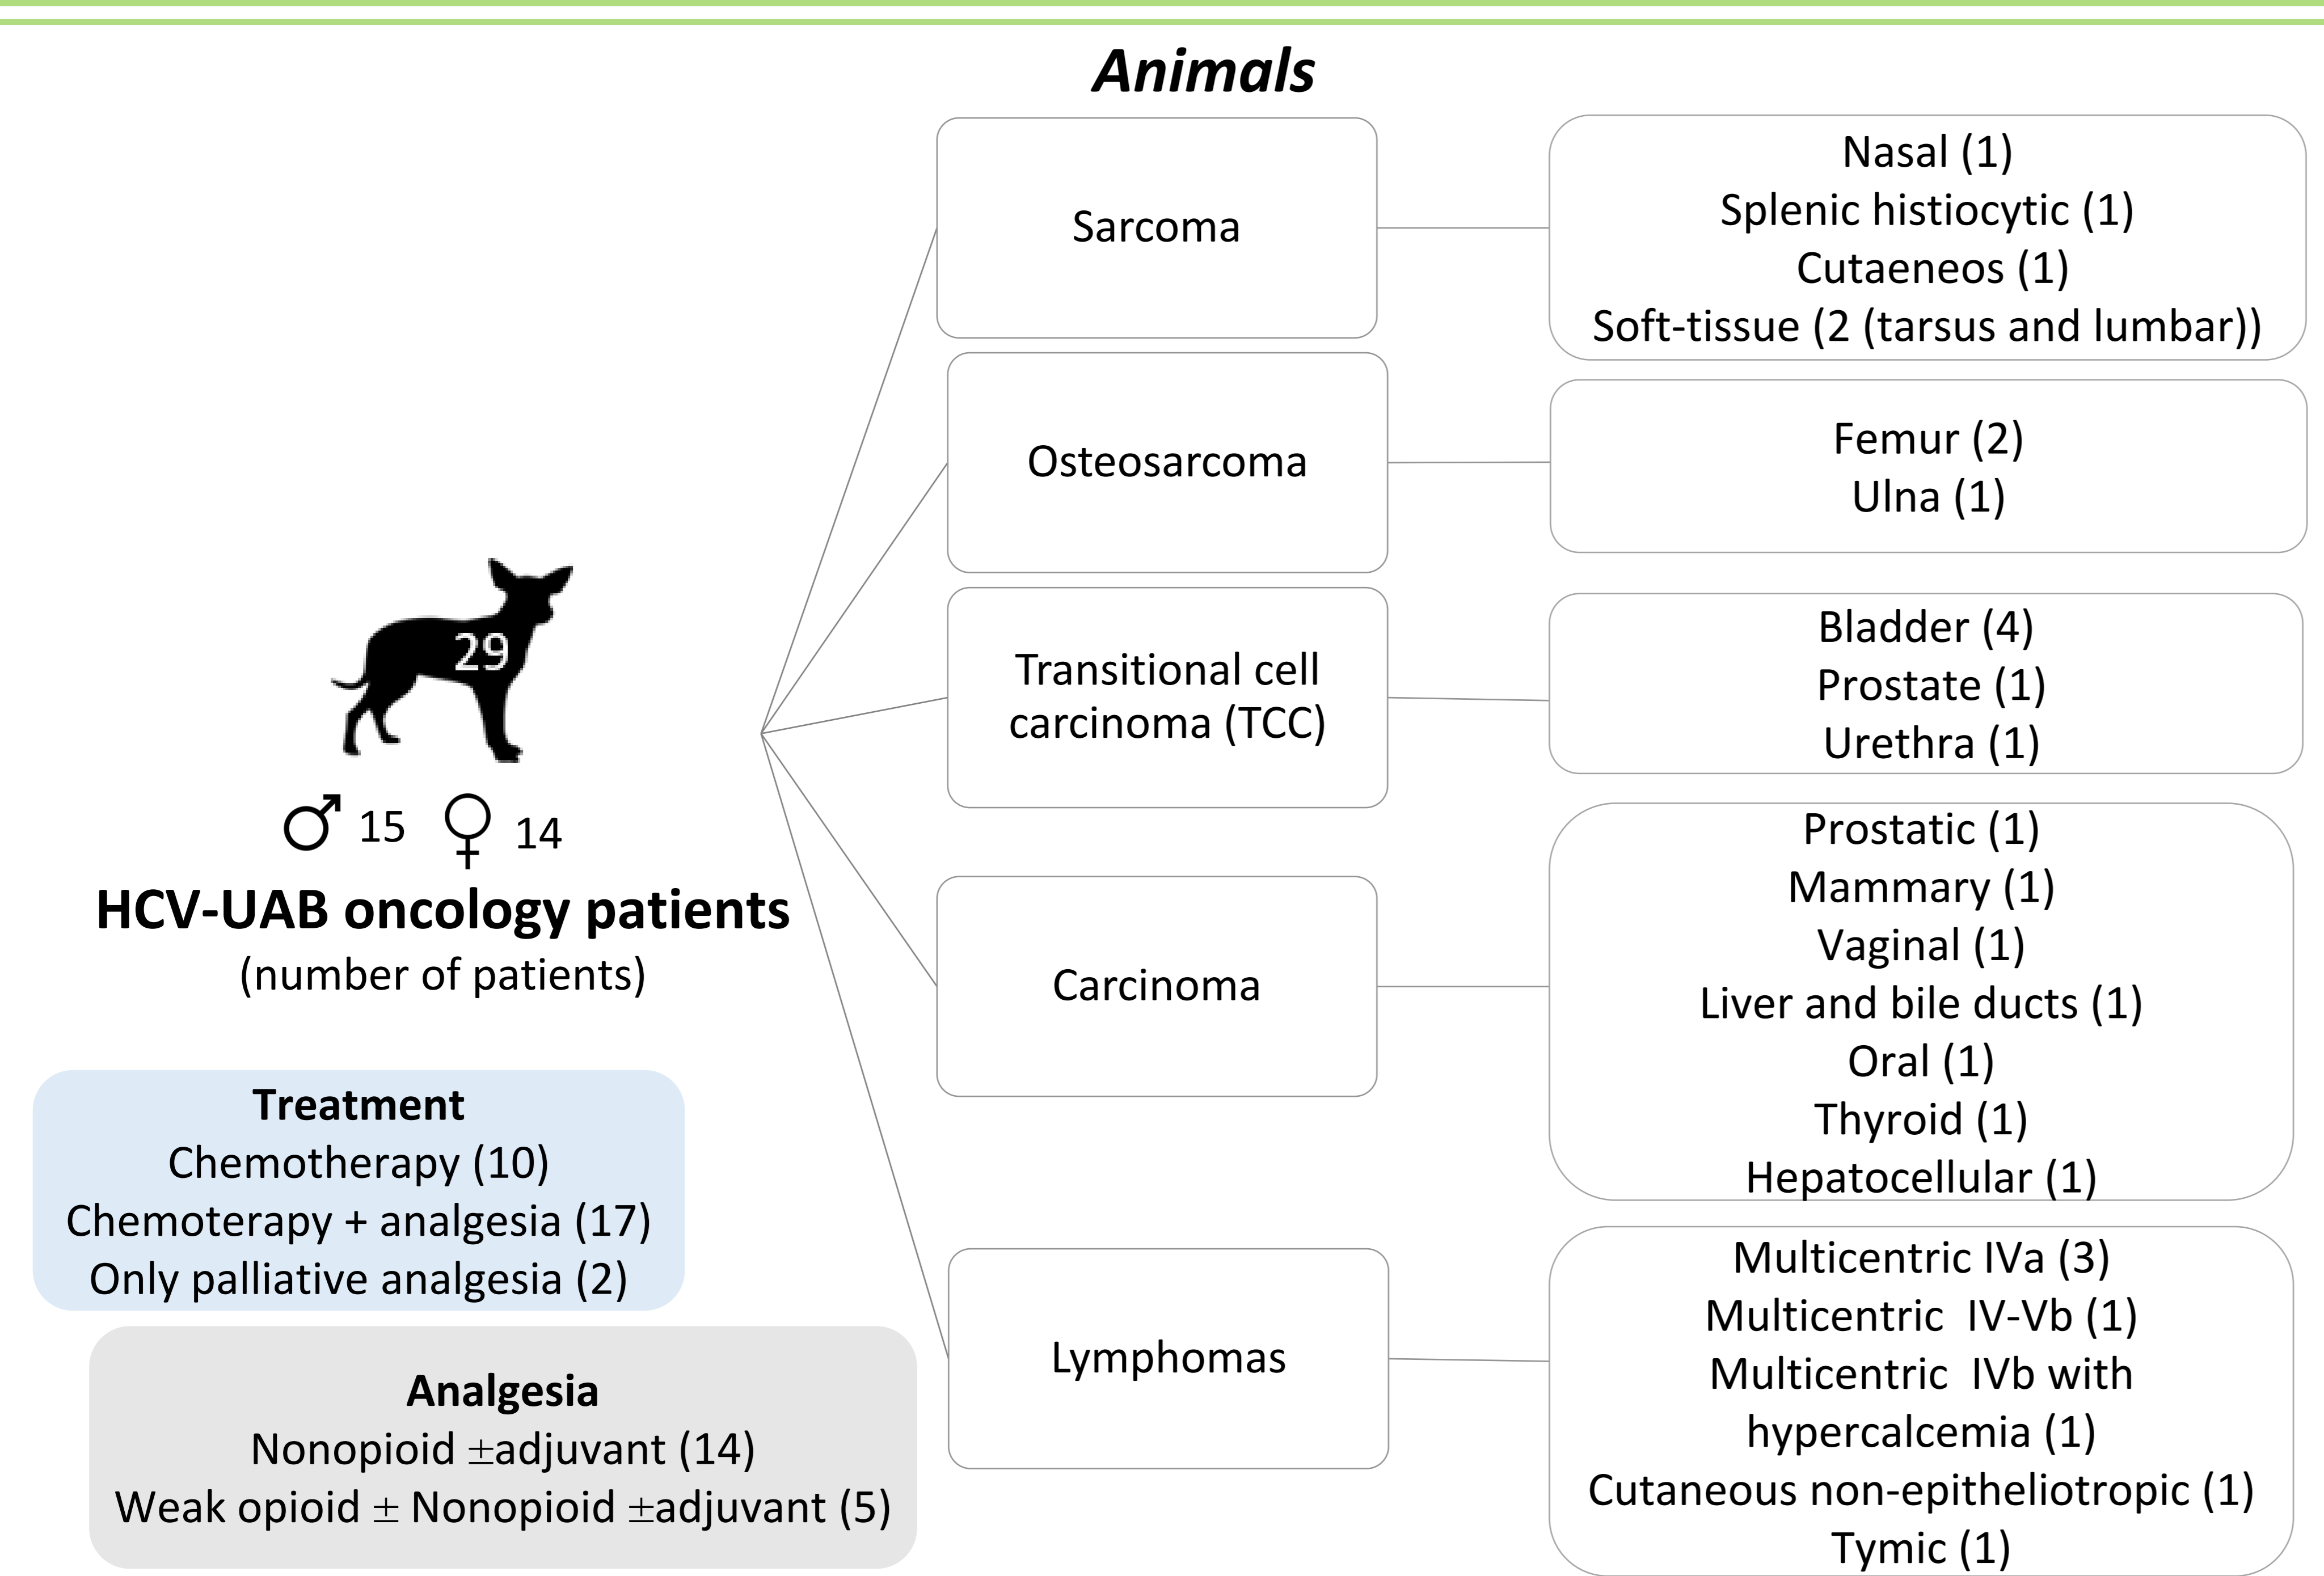 Animals
29
♂ 15 ♀ 14
HCV-UAB oncology patients
(number of patients)
Treatment
Chemotherapy (10)
Chemoterapy + analgesia (17)
Only palliative analgesia (2)
Analgesia
Nonopioid ±adjuvant (14)
Weak opioid ± Nonopioid ±adjuvant (5)
Sarcoma
Nasal (1)
Splenic histiocytic (1)
Cutaeneos (1)
Soft-tissue (2 (tarsus and lumbar))
Osteosarcoma
Femur (2)
Ulna (1)
Transitional cell
carcinoma (TCC)
Bladder (4)
Prostate (1)
Urethra (1)
Carcinoma
Prostatic (1)
Mammary (1)
Vaginal (1)
Liver and bile ducts (1)
Oral (1)
Thyroid (1)
Hepatocellular (1)
Lymphomas
Multicentric IVa (3)
Multicentric  IV-Vb (1)
Multicentric  IVb with
hypercalcemia (1)
Cutaneous non-epitheliotropic (1)
Tymic (1)